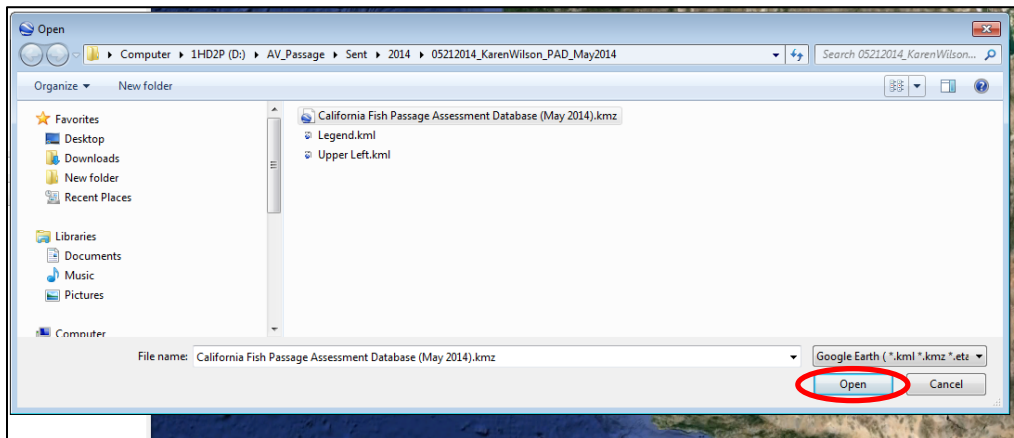 Open
Computer ▸ 1HD2P (D:) ▸ AV_Passage ▸ Sent ▸ 2014 ▸ 05212014_KarenWilson_PAD_May2014
Search 05212014_KarenWilson...
Organize
New folder
Favorites
Desktop
Downloads
New folder
Recent Places
Libraries
Documents
Music
Pictures
Computer
California Fish Passage Assessment Database (May 2014).kmz
Legend.kml
Upper Left.kml
File name: California Fish Passage Assessment Database (May 2014).kmz
Google Earth ( *.kml *.kmz *.eta
Open
Cancel